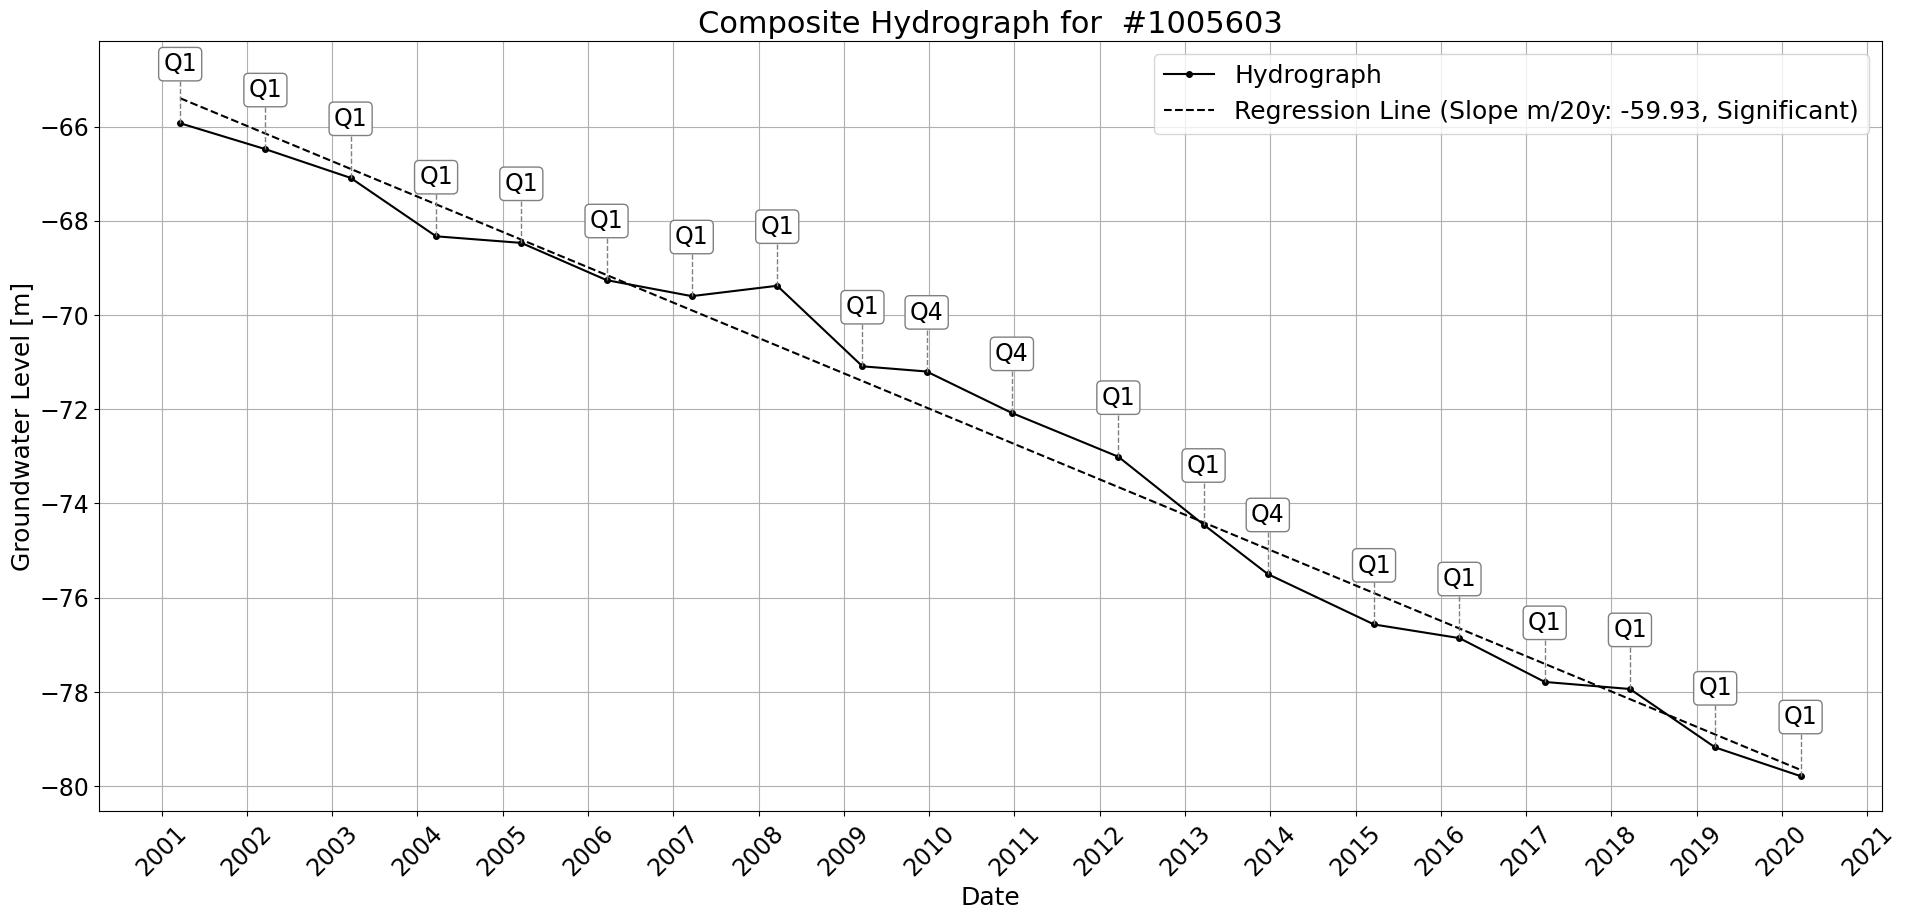 Composite Hydrograph for  #1005603
Hydrograph
Regression Line (Slope m/20y: -59.93, Significant)
Q1
Q1
Q1
Q1
Q1
Q1
Q1
Q1
Q1
Q4
Q4
Q1
Q1
Q4
Q1
Q1
Q1
Q1
Q1
Q1
Groundwater Level [m]
−66
−68
−70
−72
−74
−76
−78
−80
2001
2002
2003
2004
2005
2006
2007
2008
2009
2010
2011
2012
2013
2014
2015
2016
2017
2018
2019
2020
2021
Date